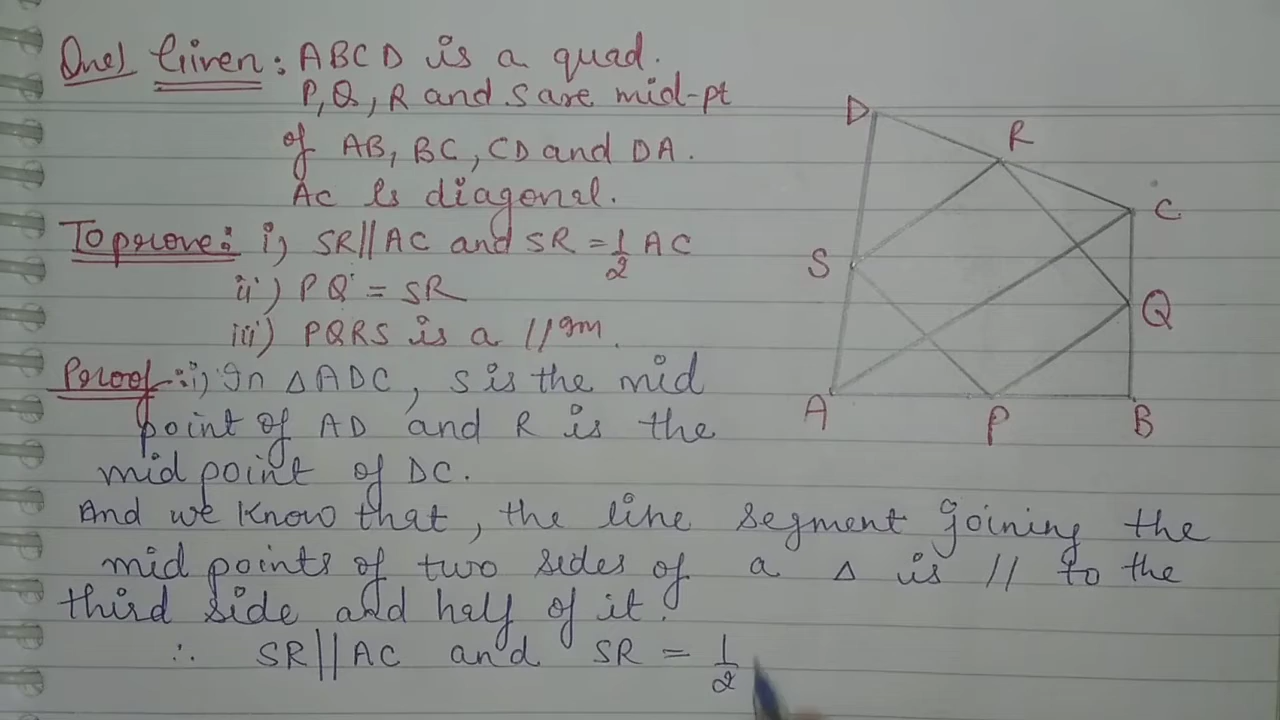 Que1 Given: ABCD is a quad.
P, Q, R and S are mid-pt
of AB, BC, CD and DA.
AC is diagonal.
To prove: i) SR||AC and SR = 1/2 AC
ii) PQ = SR
iii) PQRS is a //gm.
Proof: i) In △ADC, S is the mid
point of AD and R is the
mid point of DC.
And we know that, the line segment joining the
mid points of two sides of a △ is // to the
third side and half of it.
∴ SR||AC and SR = 1/2
D
R
C
S
Q
A
P
B